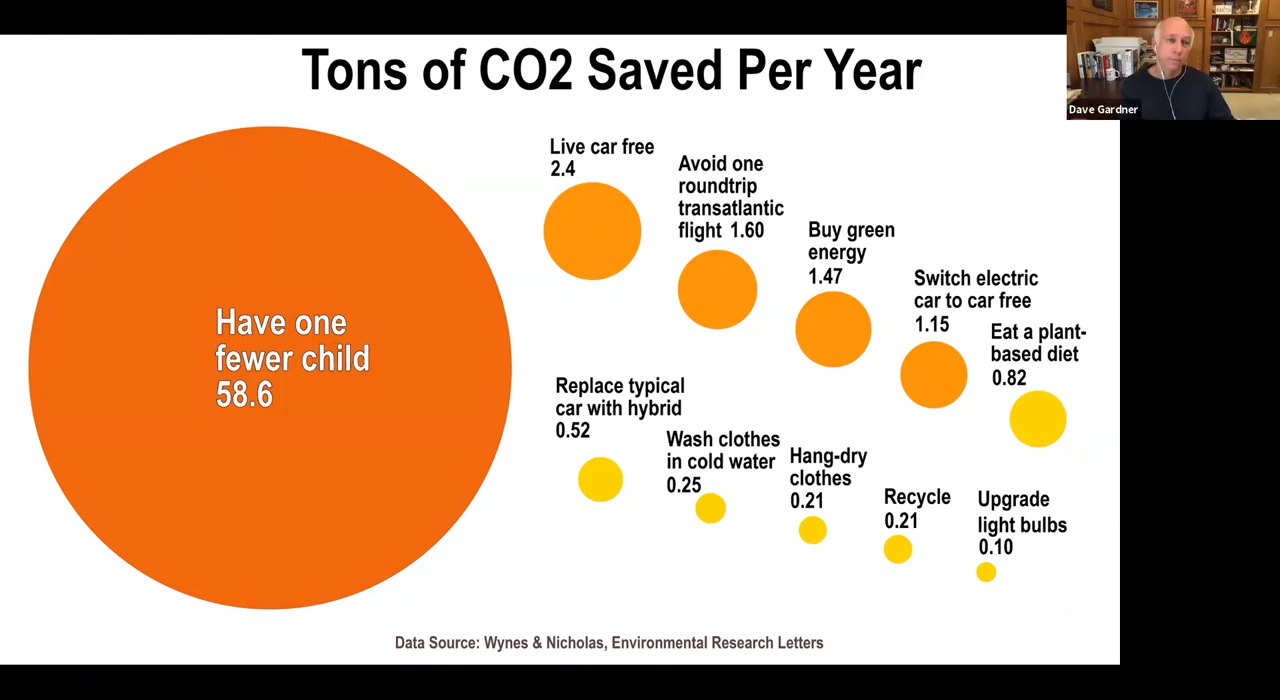 Tons of CO2 Saved Per Year
Dave Gardner
Have one
fewer child
58.6
Live car free
2.4
Avoid one
roundtrip
transatlantic
flight 1.60
Buy green
energy
1.47
Switch electric
car to car free
1.15
Eat a plant-
based diet
0.82
Replace typical
car with hybrid
0.52
Wash clothes
in cold water
0.25
Hang-dry
clothes
0.21
Recycle
0.21
Upgrade
light bulbs
0.10
Data Source: Wynes & Nicholas, Environmental Research Letters